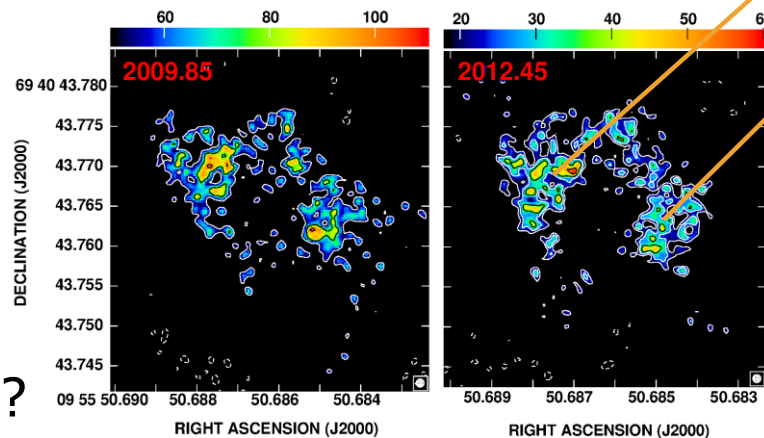 60 80 100
20 30 40 50 6
2009.85
2012.45
69 40 43.780
43.775
43.770
43.765
43.760
43.755
43.750
43.745
DECLINATION (J2000)
?
09 55 50.690 50.688 50.686 50.684
50.689 50.687 50.685 50.683
RIGHT ASCENSION (J2000)
RIGHT ASCENSION (J2000)